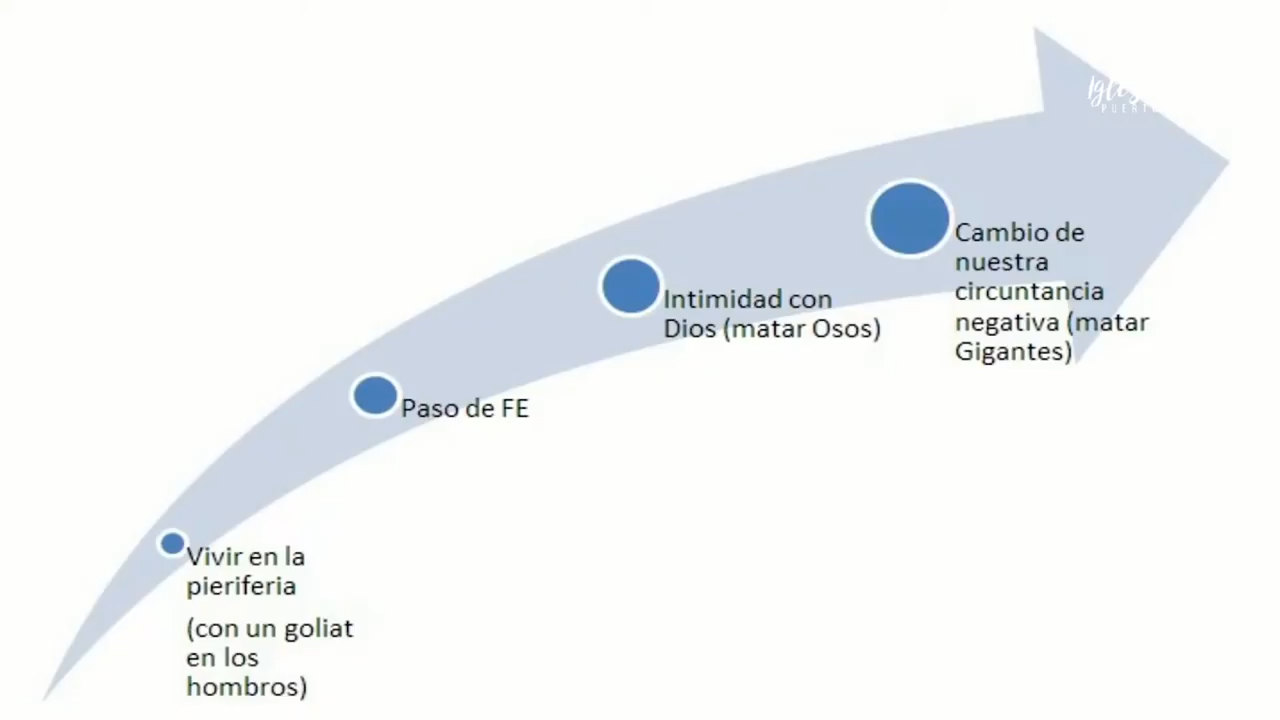 Vivir en la
pieriferia
(con un goliat
en los
hombros)
Paso de FE
Intimidad con
Dios (matar Osos)
Cambio de
nuestra
circuntancia
negativa (matar
Gigantes)